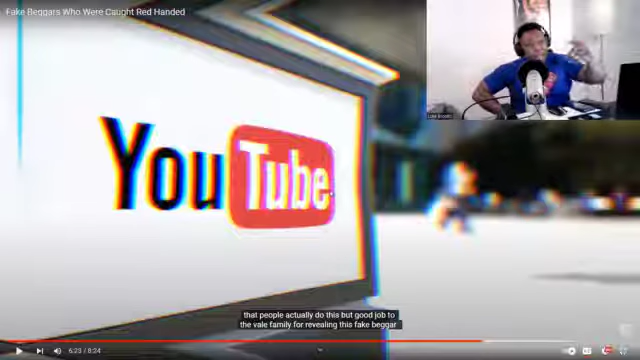 Fake Beggars Who Were Caught Red Handed
YouTube
that people actually do this but good job to
the vale family for revealing this fake beggar
6:23 / 8:24